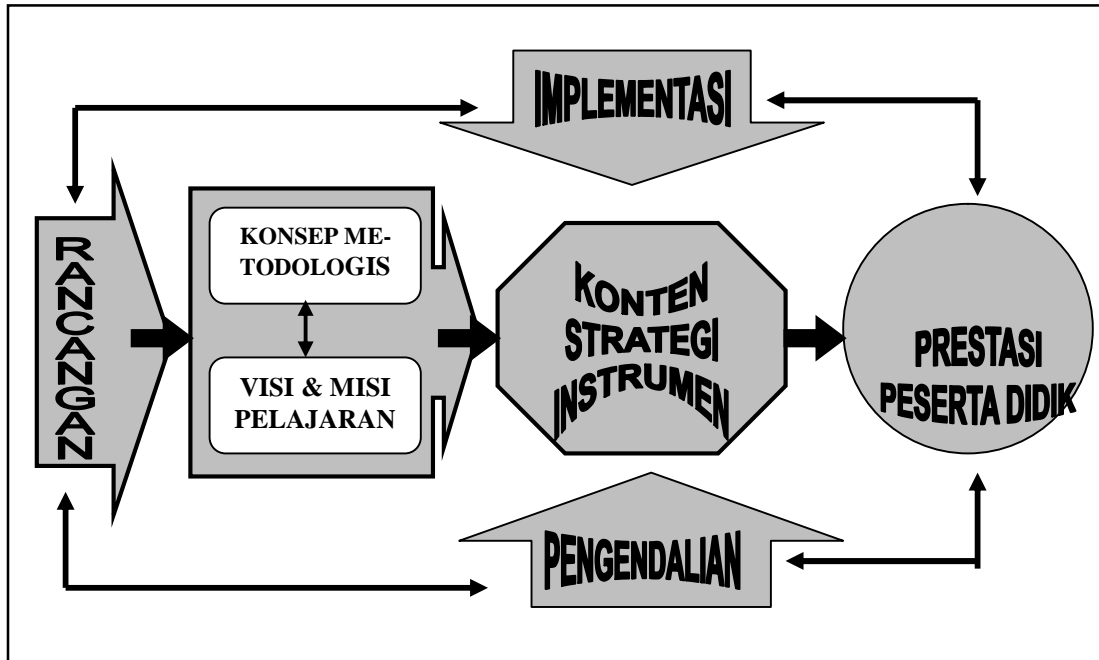 IMPLEMENTASI
RANCANGAN
KONSEP ME-
TODOLOGIS
VISI & MISI
PELAJARAN
KONTEN
STRATEGI
INSTRUMEN
PRESTASI
PESERTA DIDIK
PENGENDALIAN